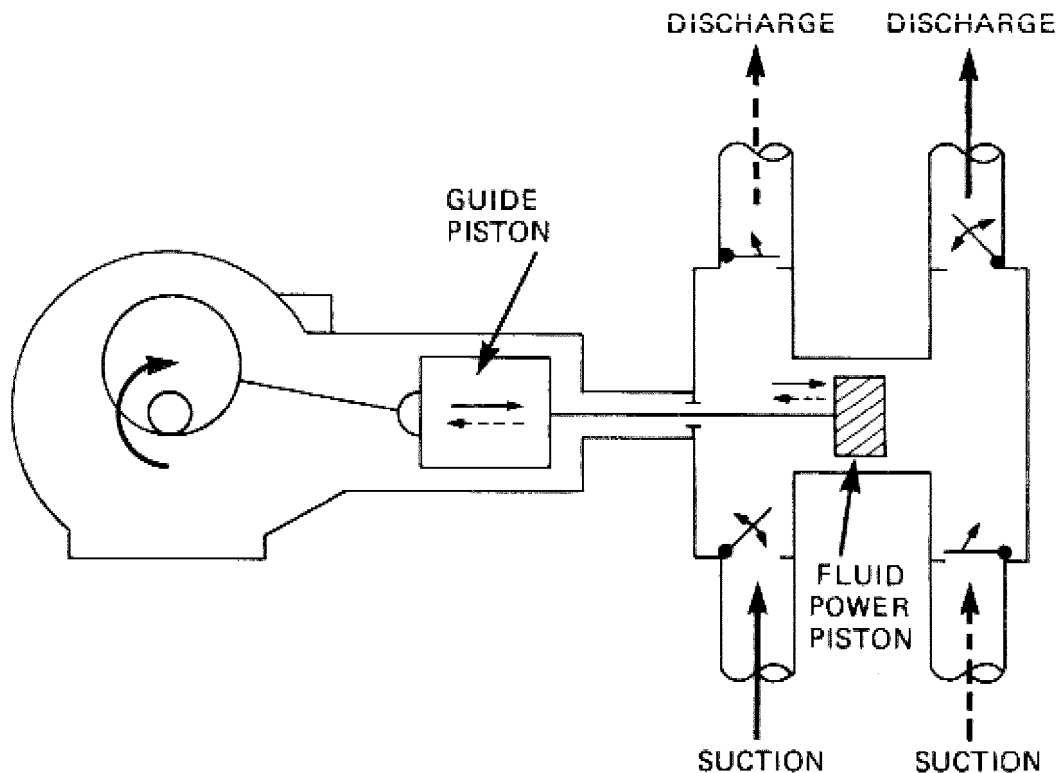 DISCHARGE
DISCHARGE
GUIDE
PISTON
FLUID
POWER
PISTON
SUCTION
SUCTION